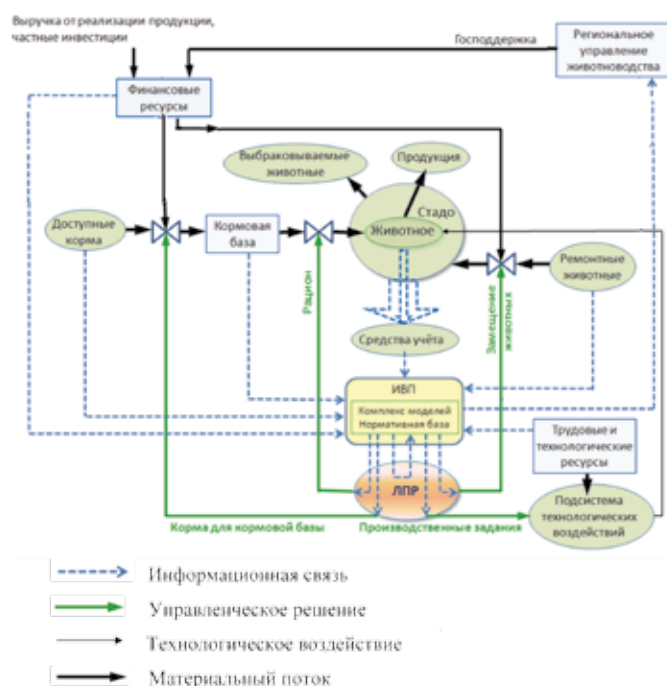 Выручка от реализации продукции,
частные инвестиции
Господдержка
Региональное
управление
животноводства
Финансовые
ресурсы
Выбраковываемые
животные
Продукция
Стадо
Животное
Доступные
корма
Кормовая
база
Ремонтные
животные
Рацион
Замещение
животных
Средства учёта
ИВП
Комплекс моделей
Нормативная база
Трудовые и
технологические
ресурсы
ЛПР
Подсистема
технологических
воздействий
Корма для кормовой базы
Производственные задания
Информационная связь
Управленческое решение
Технологическое воздействие
Материальный поток